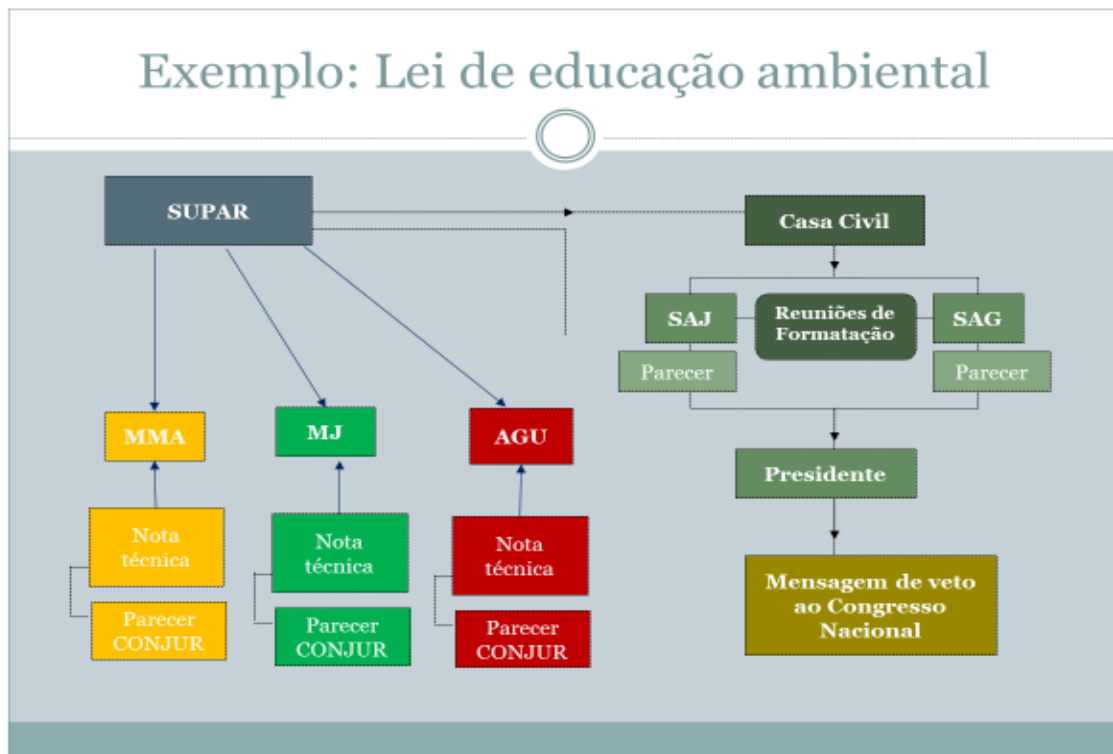 Exemplo: Lei de educação ambiental
SUPAR
Casa Civil
SAJ
Reuniões de
Formatação
SAG
Parecer
Parecer
MMA
MJ
AGU
Presidente
Nota
técnica
Nota
técnica
Nota
técnica
Parecer
CONJUR
Parecer
CONJUR
Parecer
CONJUR
Mensagem de veto
ao Congresso
Nacional